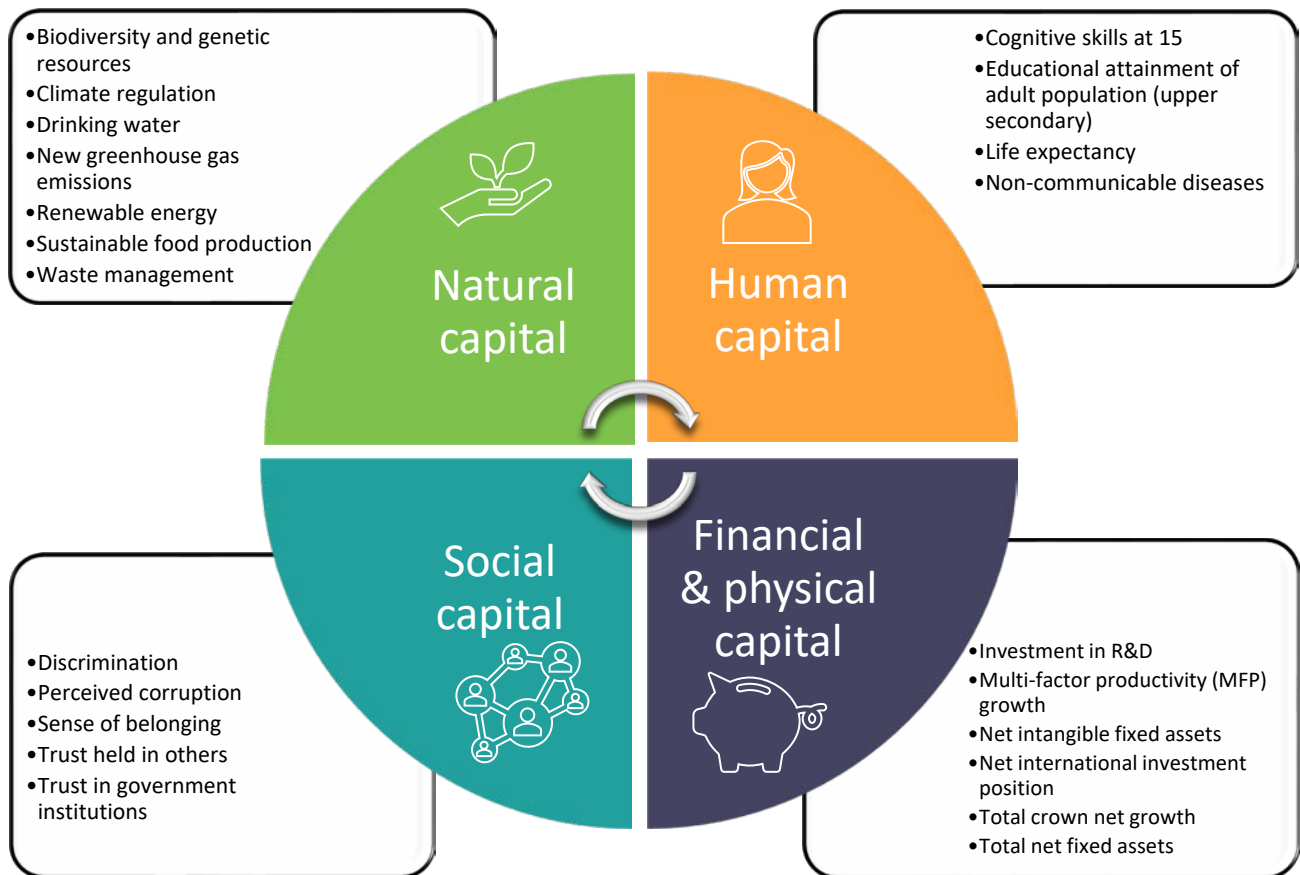 •Biodiversity and genetic
resources
•Climate regulation
•Drinking water
•New greenhouse gas
emissions
•Renewable energy
•Sustainable food production
•Waste management
•Cognitive skills at 15
•Educational attainment of
adult population (upper
secondary)
•Life expectancy
•Non-communicable diseases
Natural
capital
Human
capital
Social
capital
Financial
& physical
capital
•Discrimination
•Perceived corruption
•Sense of belonging
•Trust held in others
•Trust in government
institutions
•Investment in R&D
•Multi-factor productivity (MFP)
growth
•Net intangible fixed assets
•Net international investment
position
•Total crown net growth
•Total net fixed assets